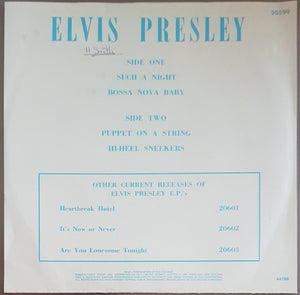 20599
ELVIS PRESLEY
SIDE ONE
SUCH A NIGHT
BOSSA NOVA BABY
SIDE TWO
PUPPET ON A STRING
HI-HEEL SNEEKERS
OTHER CURRENT RELEASES OF
ELVIS PRESLEY E.P.'s
Heartbreak Hotel 20601
It's Now or Never 20602
Are You Lonesome Tonight 20603